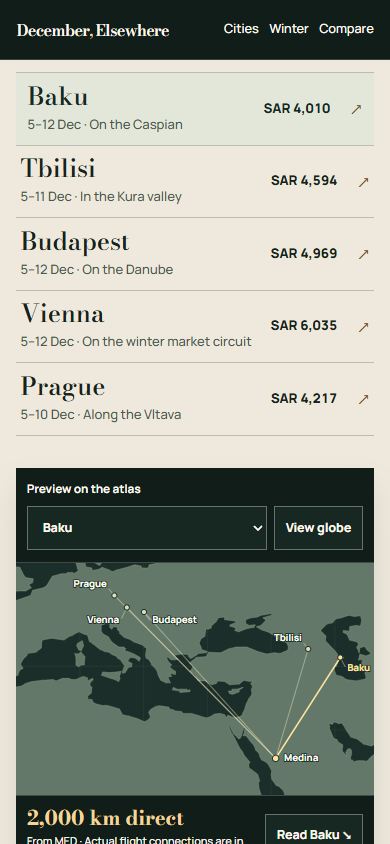 December, Elsewhere
Cities Winter Compare
Baku
5–12 Dec · On the Caspian
SAR 4,010 ↗
Tbilisi
5–11 Dec · In the Kura valley
SAR 4,594 ↗
Budapest
5–12 Dec · On the Danube
SAR 4,969 ↗
Vienna
5–12 Dec · On the winter market circuit
SAR 6,035 ↗
Prague
5–10 Dec · Along the Vltava
SAR 4,217 ↗
Preview on the atlas
Baku
View globe
Prague
Vienna
Budapest
Tbilisi
Baku
Medina
2,000 km direct
From MED · Actual flight connections are in
Read Baku ↘